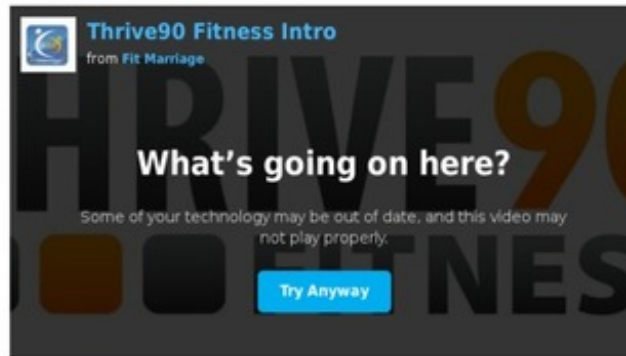 Thrive90 Fitness Intro
from Fit Marriage
THRIVE90
What's going on here?
Some of your technology may be out of date, and this video may
not play properly.
FITNESS
Try Anyway